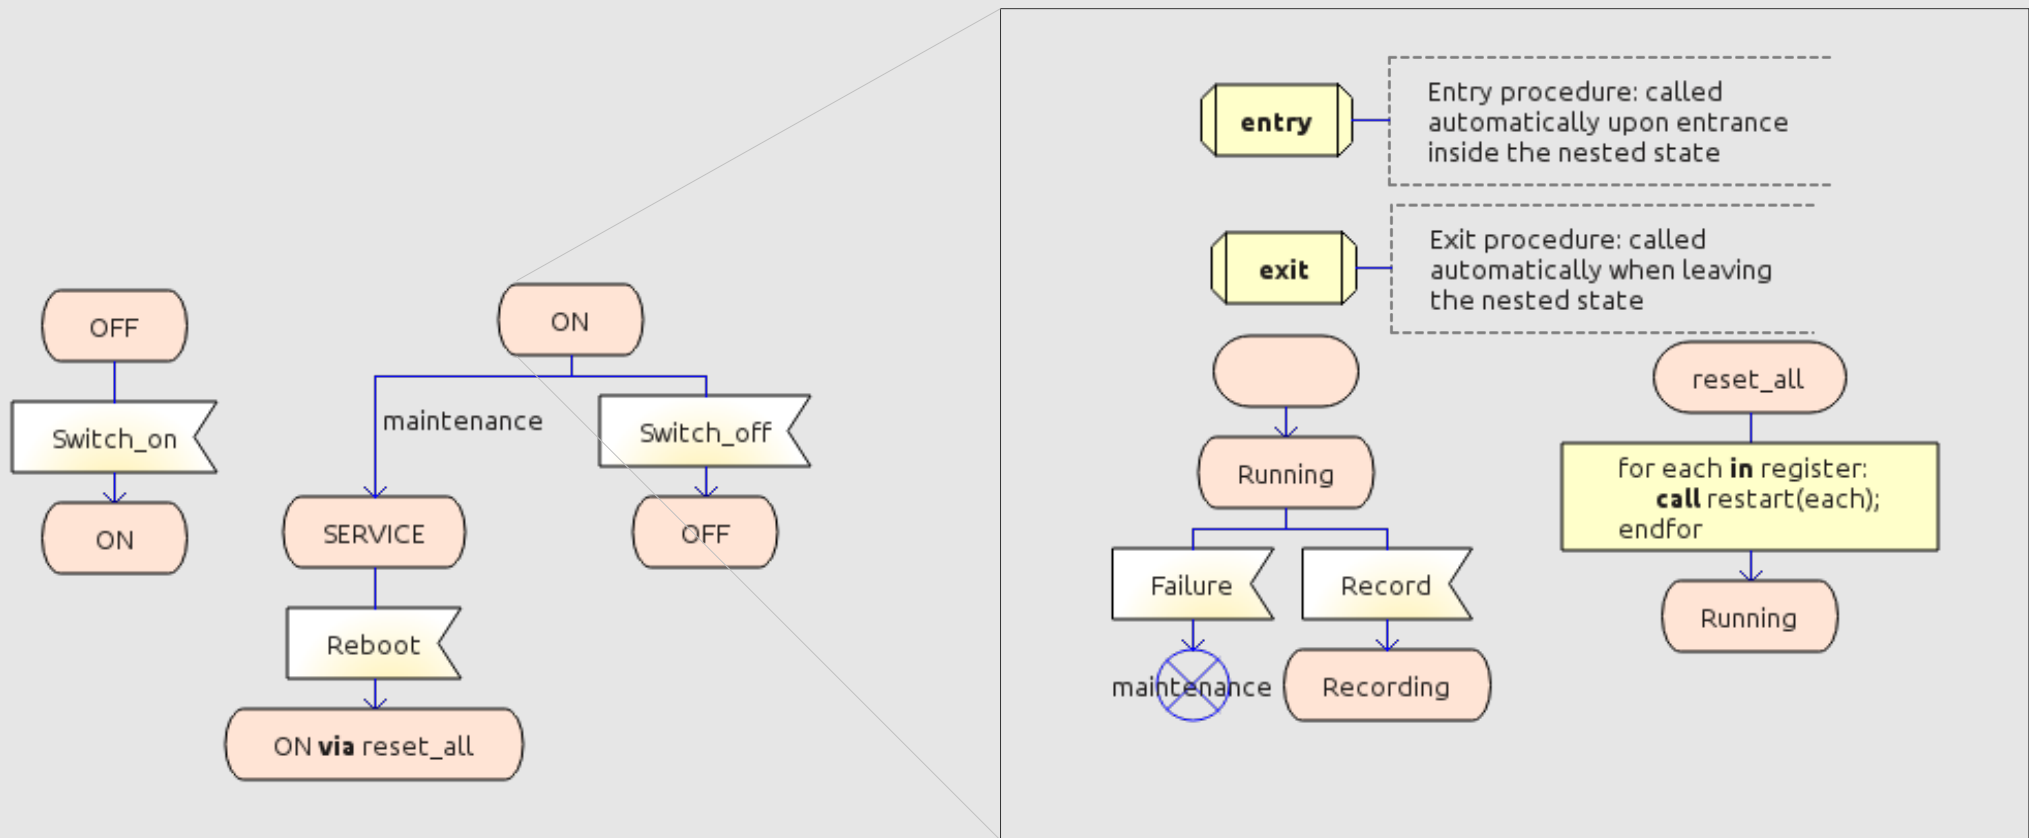 OFF
Switch_on
ON
ON
maintenance
Switch_off
SERVICE
OFF
Reboot
ON via reset_all
entry
Entry procedure: called
automatically upon entrance
inside the nested state
exit
Exit procedure: called
automatically when leaving
the nested state
Running
Failure
Record
maintenance
Recording
reset_all
for each in register:
call restart(each);
endfor
Running